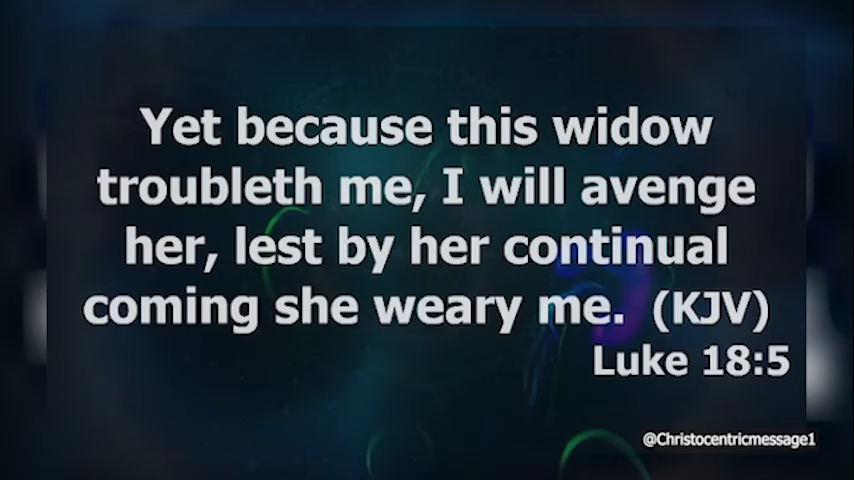 Yet because this widow
troubleth me, I will avenge
her, lest by her continual
coming she weary me. (KJV)
Luke 18:5
@Christocentricmessage1